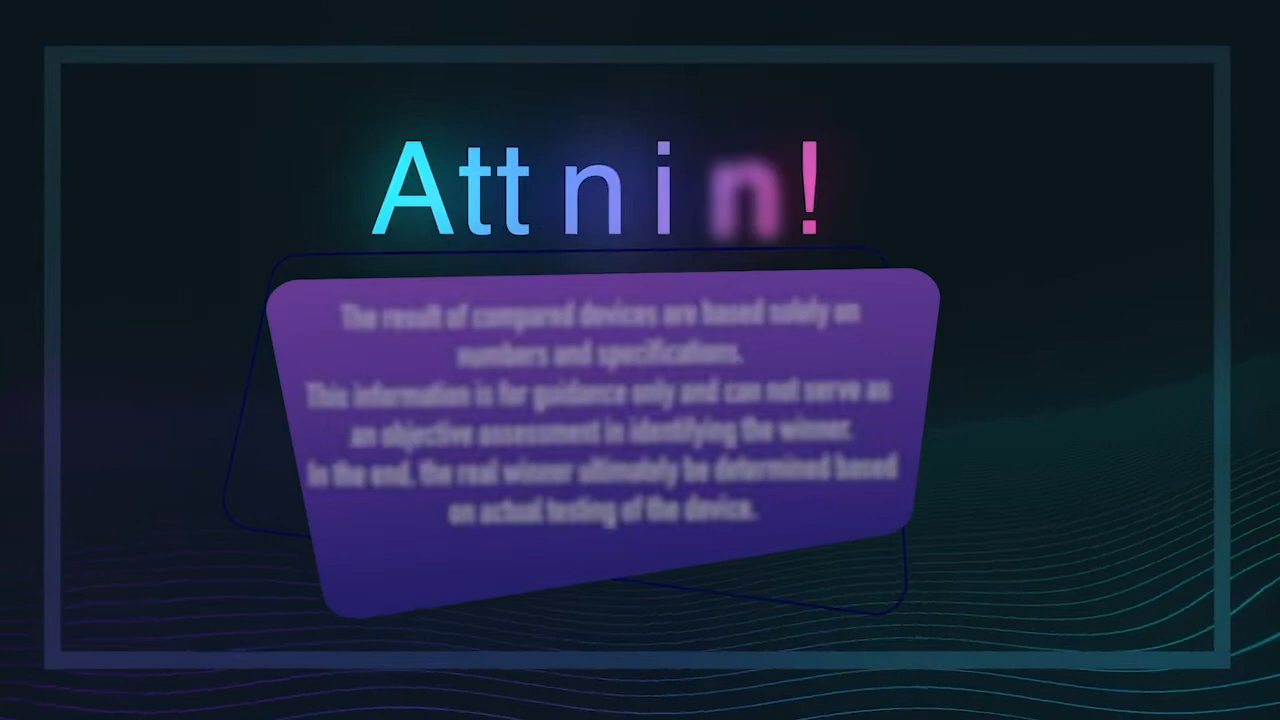 Att n i n!
The result of compared devices are based solely on
numbers and specifications.
This information is for guidance only and can not serve as
an objective assessment in identifying the winner.
In the end, the real winner ultimately be determined based
on actual testing of the device.